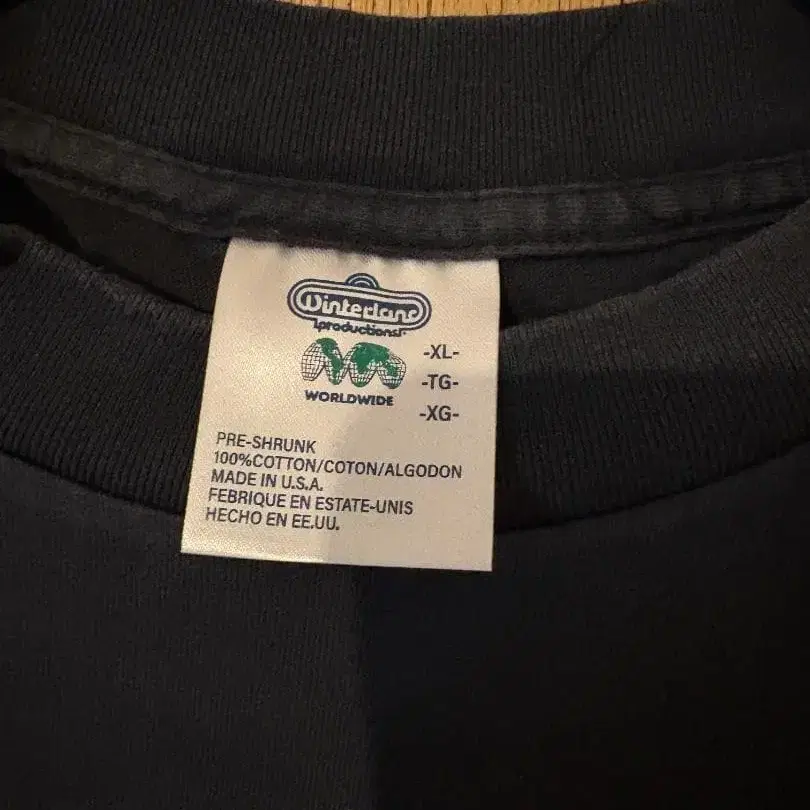 Winterland
productions
WORLDWIDE
-XL-
-TG-
-XG-
PRE-SHRUNK
100%COTTON/COTON/ALGODON
MADE IN U.S.A.
FEBRIQUE EN ESTATE-UNIS
HECHO EN EE.UU.